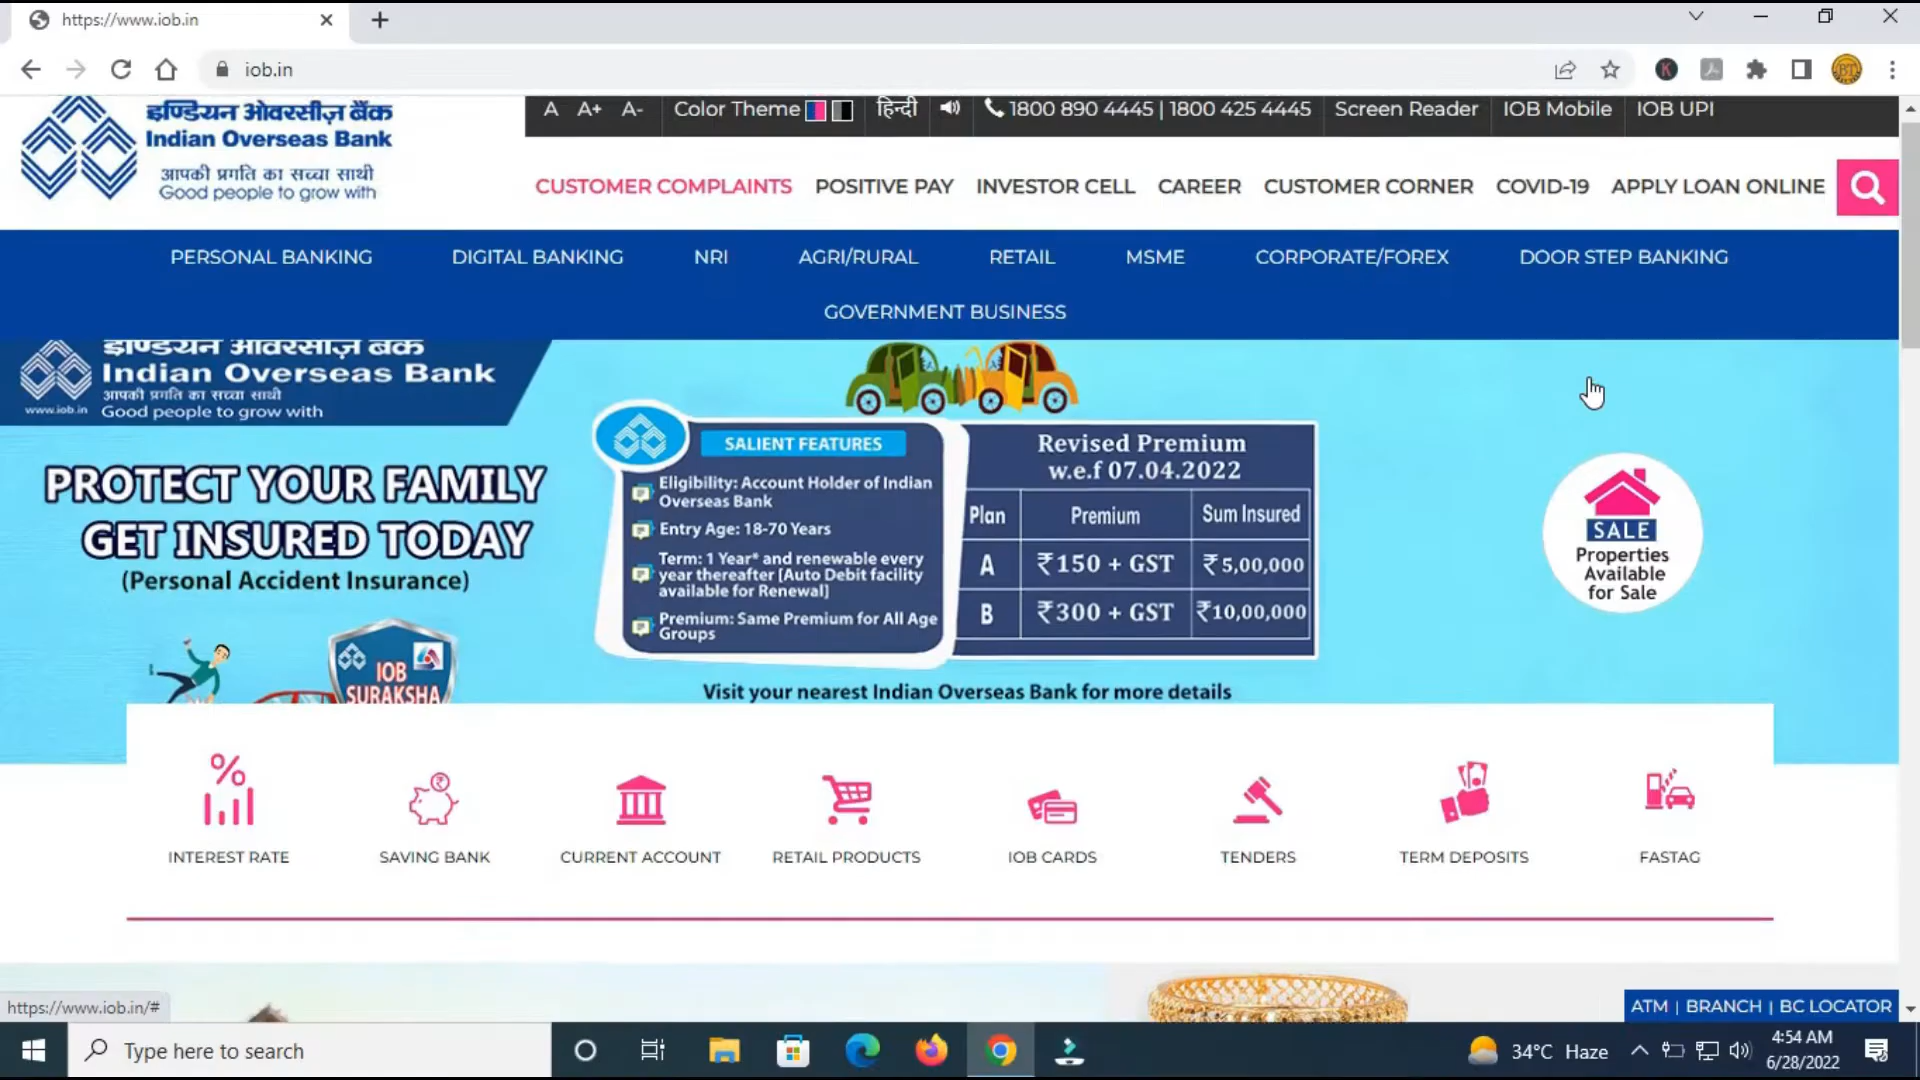 https://www.iob.in
iob.in
इण्डियन ओवरसीज़ बैंक
Indian Overseas Bank
आपकी प्रगति का सच्चा साथी
Good people to grow with
A A+ A- Color Theme हिन्दी 1800 890 4445 | 1800 425 4445 Screen Reader IOB Mobile IOB UPI
CUSTOMER COMPLAINTS POSITIVE PAY INVESTOR CELL CAREER CUSTOMER CORNER COVID-19 APPLY LOAN ONLINE
PERSONAL BANKING DIGITAL BANKING NRI AGRI/RURAL RETAIL MSME CORPORATE/FOREX DOOR STEP BANKING
GOVERNMENT BUSINESS
इण्डियन ओवरसीज़ बैंक
Indian Overseas Bank
आपकी प्रगति का सच्चा साथी
www.iob.in Good people to grow with
PROTECT YOUR FAMILY
GET INSURED TODAY
(Personal Accident Insurance)
IOB
SURAKSHA
SALIENT FEATURES
Eligibility: Account Holder of Indian
Overseas Bank
Entry Age: 18-70 Years
Term: 1 Year* and renewable every
year thereafter [Auto Debit facility
available for Renewal]
Premium: Same Premium for All Age
Groups
Revised Premium
w.e.f 07.04.2022
Plan Premium Sum Insured
A ₹150 + GST ₹5,00,000
B ₹300 + GST ₹10,00,000
Visit your nearest Indian Overseas Bank for more details
SALE
Properties
Available
for Sale
INTEREST RATE SAVING BANK CURRENT ACCOUNT RETAIL PRODUCTS IOB CARDS TENDERS TERM DEPOSITS FASTAG
https://www.iob.in/#
ATM | BRANCH | BC LOCATOR
Type here to search
34°C Haze
4:54 AM
6/28/2022